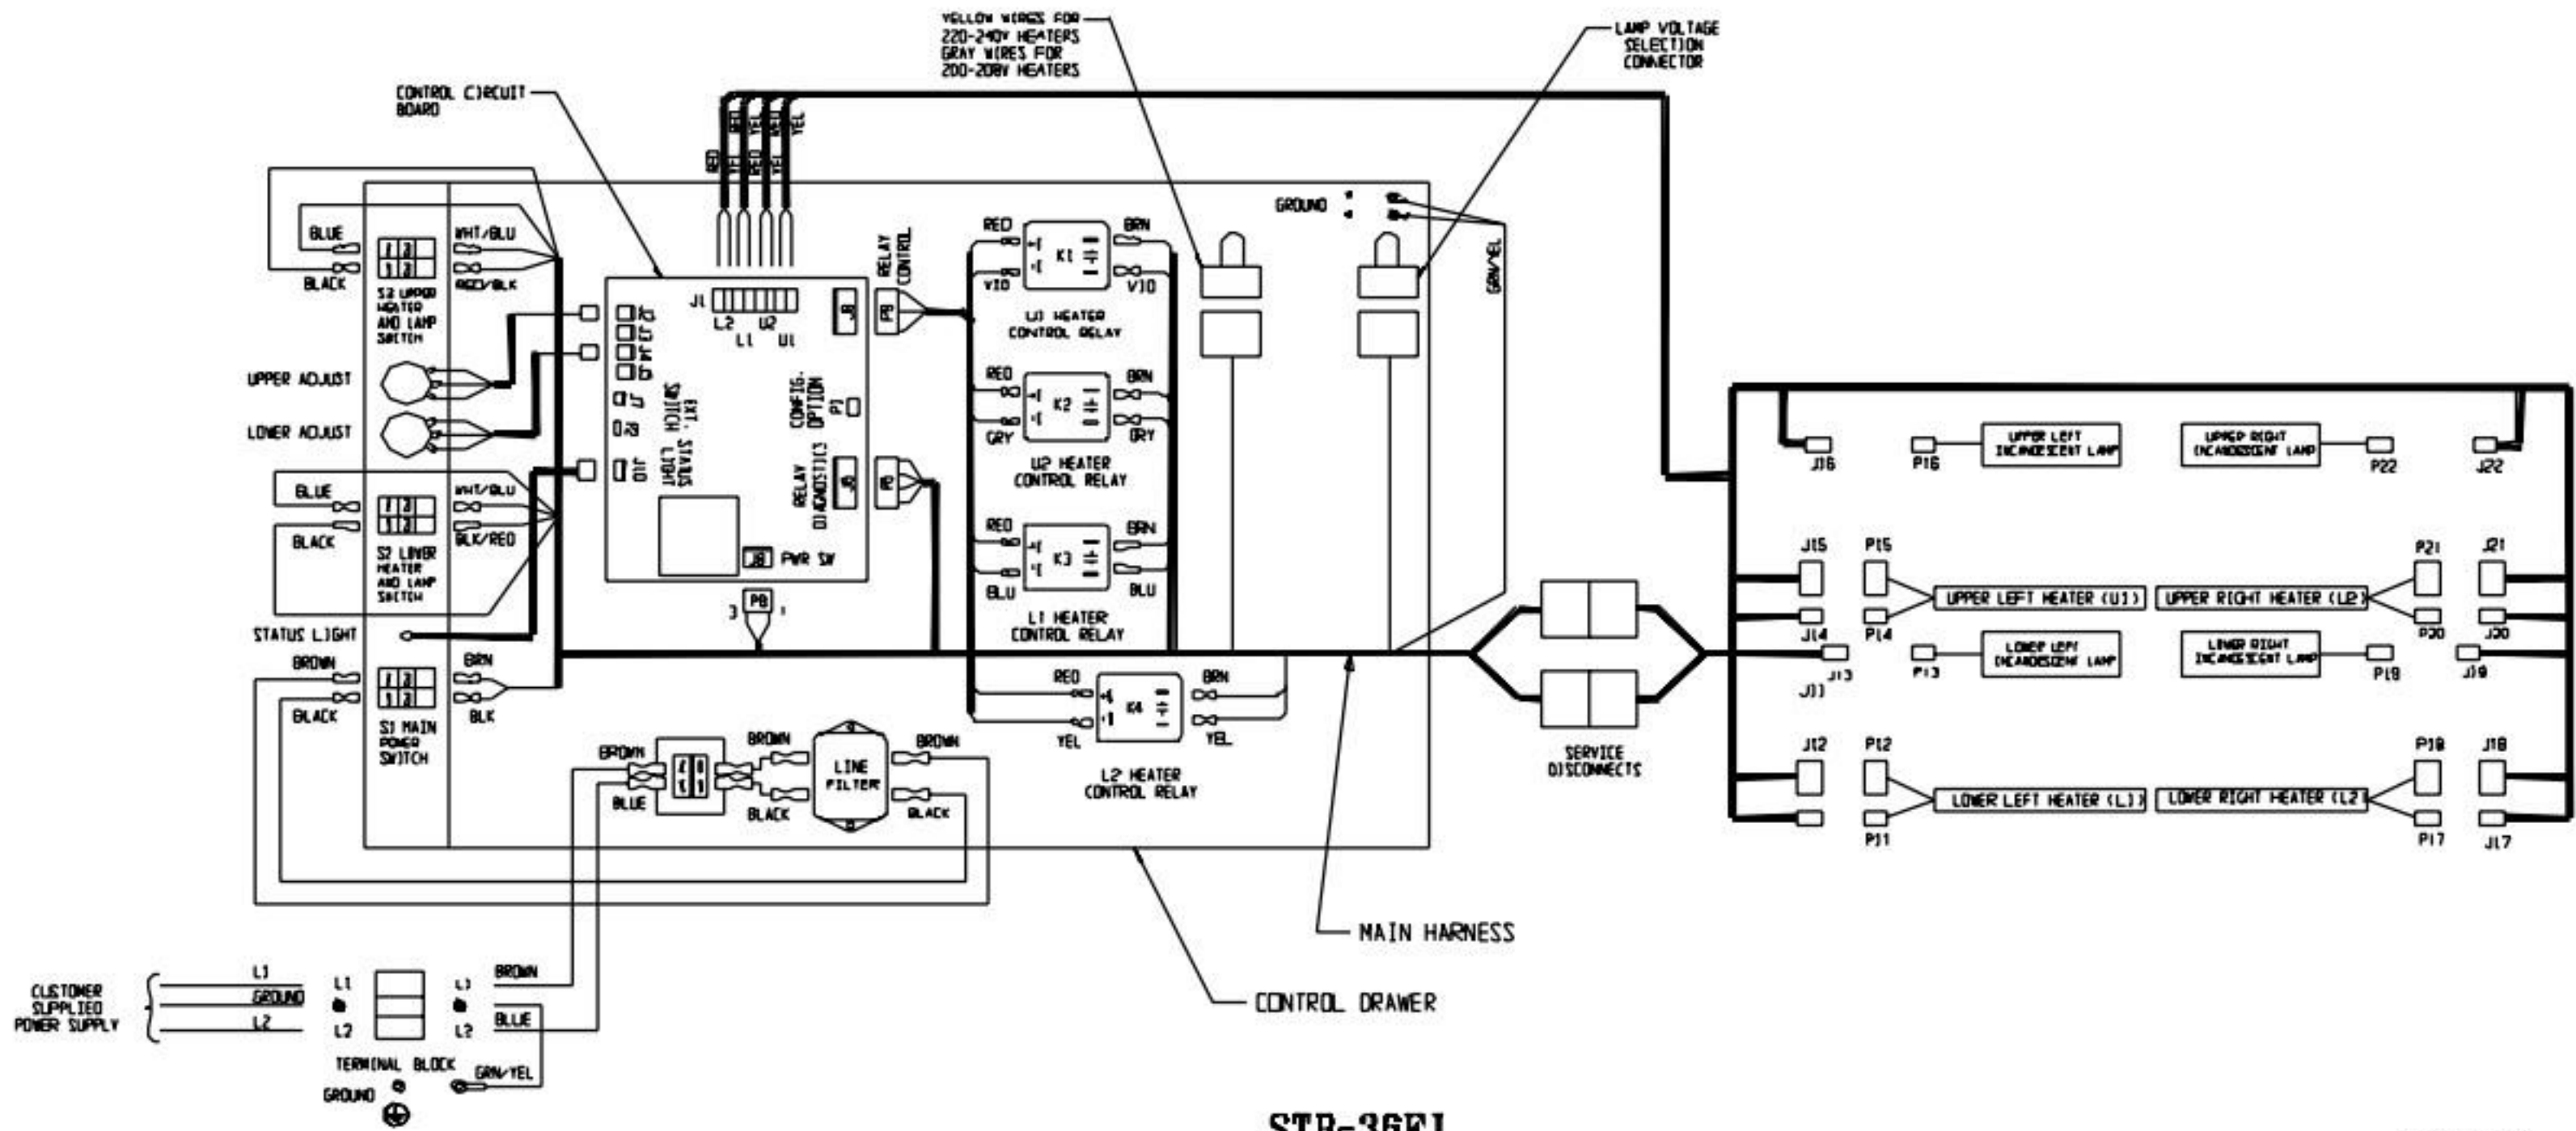 YELLOW WIRES FOR
220-240V HEATERS
GRAY WIRES FOR
200-208V HEATERS
LAMP VOLTAGE
SELECTION
CONNECTOR
CONTROL CIRCUIT
BOARD
RED
YEL
RED
YEL
RED
YEL
RED
YEL
GROUND
GRN/YEL
BLUE
WHT/BLU
BLACK
RED/BLK
S3 UPPER
HEATER
AND LAMP
SWITCH
UPPER ADJUST
LOWER ADJUST
BLUE
WHT/BLU
BLACK
BLK/RED
S2 LOWER
HEATER
AND LAMP
SWITCH
STATUS LIGHT
BROWN
BRN
BLACK
BLK
S1 MAIN
POWER
SWITCH
J1
L2
U2
L1
U1
RELAY
CONTROL
EXT. STATUS
SWITCH LIGHT
J10
CONFIG.
OPTION
P1
RELAY
DIAGNOSTICS
J8 PWR SW
3
P8
1
RED
K1
BRN
VIO
VIO
U1 HEATER
CONTROL RELAY
RED
K2
BRN
GRY
GRY
U2 HEATER
CONTROL RELAY
RED
K3
BRN
BLU
BLU
L1 HEATER
CONTROL RELAY
RED
K4
BRN
YEL
YEL
L2 HEATER
CONTROL RELAY
BROWN
BROWN
BROWN
LINE
FILTER
BLUE
BLACK
BLACK
SERVICE
DISCONNECTS
J16
P16
UPPER LEFT
INCANDESCENT LAMP
UPPER RIGHT
INCANDESCENT LAMP
P22
J22
J15
P15
P21
J21
UPPER LEFT HEATER (U1)
UPPER RIGHT HEATER (U2)
J14
P14
P20
J20
J13
P13
LOWER LEFT
INCANDESCENT LAMP
LOWER RIGHT
INCANDESCENT LAMP
P19
J19
J11
J12
P12
P18
J18
LOWER LEFT HEATER (L1)
LOWER RIGHT HEATER (L2)
P11
P17
J17
MAIN HARNESS
CONTROL DRAWER
CUSTOMER
SUPPLIED
POWER SUPPLY
L1
GROUND
L2
L1
L2
L1
L2
BROWN
BLUE
TERMINAL BLOCK
GRN/YEL
GROUND